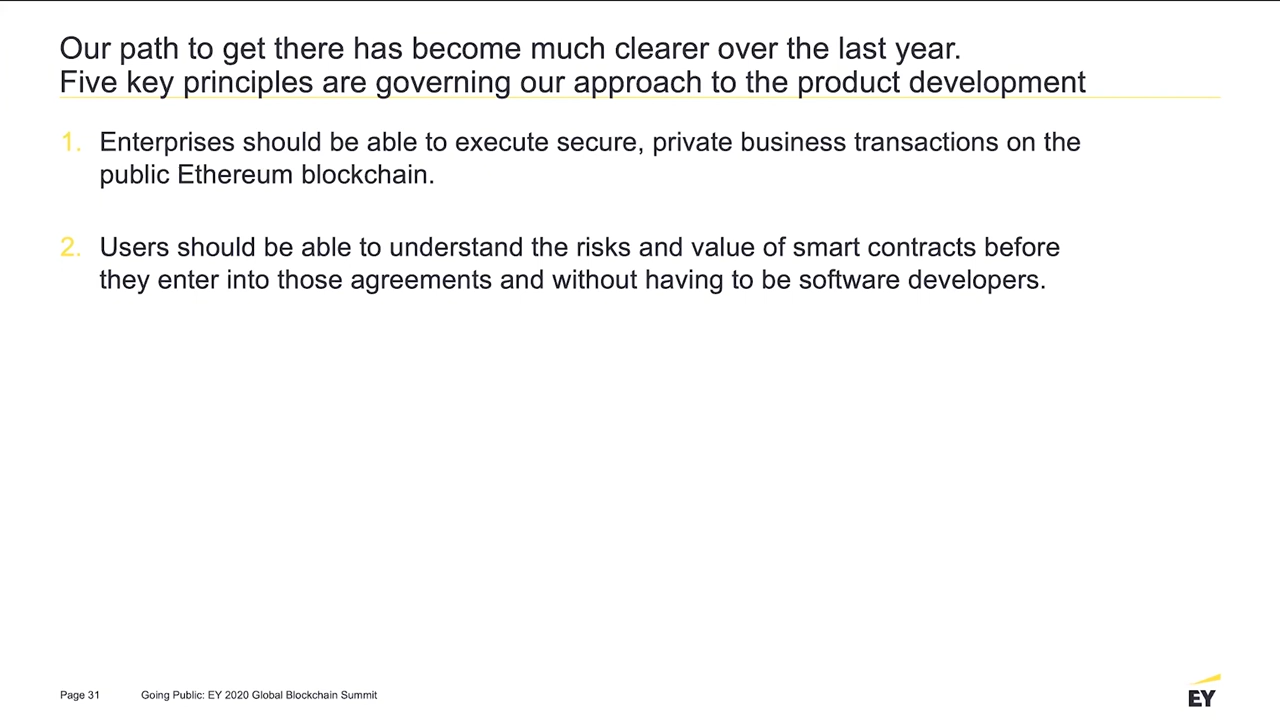 Our path to get there has become much clearer over the last year.
Five key principles are governing our approach to the product development
1. Enterprises should be able to execute secure, private business transactions on the
public Ethereum blockchain.
2. Users should be able to understand the risks and value of smart contracts before
they enter into those agreements and without having to be software developers.
Page 31 Going Public: EY 2020 Global Blockchain Summit
EY